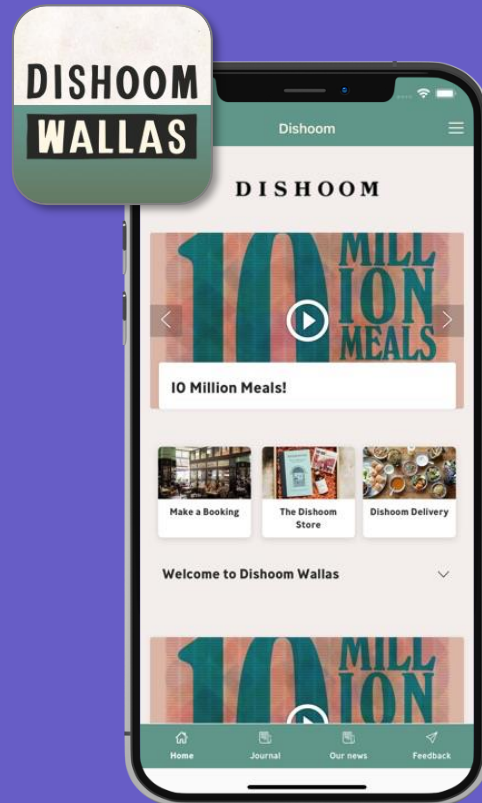 DISHOOM
WALLAS
Dishoom
DISHOOM
10 MILL
ION
MEALS
10 Million Meals!
Make a Booking
The Dishoom
Store
Dishoom Delivery
Welcome to Dishoom Wallas
10 MILL
ION
Home
Journal
Our news
Feedback